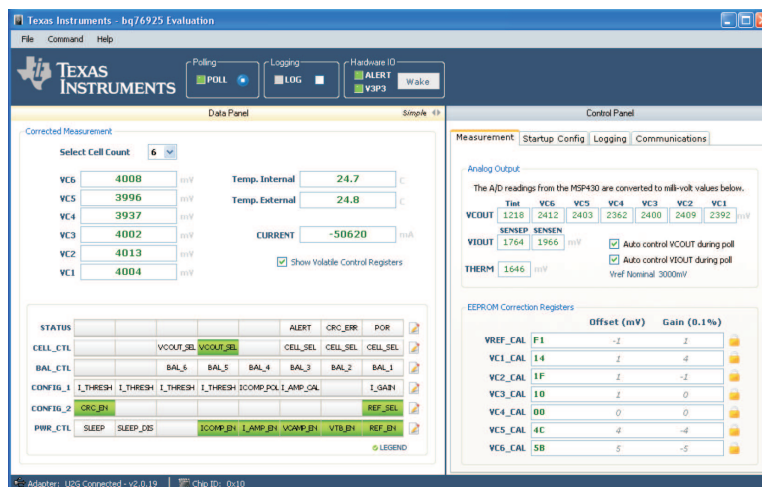 Texas Instruments - bq76925 Evaluation
File Command Help
Polling Logging Hardware IO
TEXAS INSTRUMENTS
POLL LOG ALERT V3P3 Wake
Data Panel Simple
Corrected Measurement
Select Cell Count 6
VC6 4008 mV Temp. Internal 24.7 C
VC5 3996 mV Temp. External 24.8 C
VC4 3937 mV
VC3 4002 mV CURRENT -50620 mA
VC2 4013 mV
VC1 4004 mV Show Volatile Control Registers
STATUS ALERT CRC_ERR POR
CELL_CTL VCOUT_SEL VCOUT_SEL CELL_SEL CELL_SEL CELL_SEL
BAL_CTL BAL_6 BAL_5 BAL_4 BAL_3 BAL_2 BAL_1
CONFIG_1 I_THRESH I_THRESH I_THRESH I_THRESH ICOMP_POL I_AMP_CAL I_GAIN
CONFIG_2 CRC_EN REF_SEL
PWR_CTL SLEEP SLEEP_DIS ICOMP_EN I_AMP_EN VCAMP_EN VTB_EN REF_EN
LEGEND
Control Panel
Measurement Startup Config Logging Communications
Analog Output
The A/D readings from the MSP430 are converted to milli-volt values below.
Tint VC6 VC5 VC4 VC3 VC2 VC1
VCOUT 1218 2412 2403 2362 2400 2409 2392 mV
SENSEP SENSEN
VIOUT 1764 1966 mV Auto control VCOUT during poll
Auto control VIOUT during poll
THERM 1646 mV Vref Nominal 3000mV
EEPROM Correction Registers
Offset (mV) Gain (0.1%)
VREF_CAL F1 -1 1
VC1_CAL 14 1 4
VC2_CAL 1F 1 -1
VC3_CAL 10 1 0
VC4_CAL 00 0 0
VC5_CAL 4C 4 -4
VC6_CAL 5B 5 -5
Adapter: U2G Connected - v2.0.19 Chip ID: 0x10